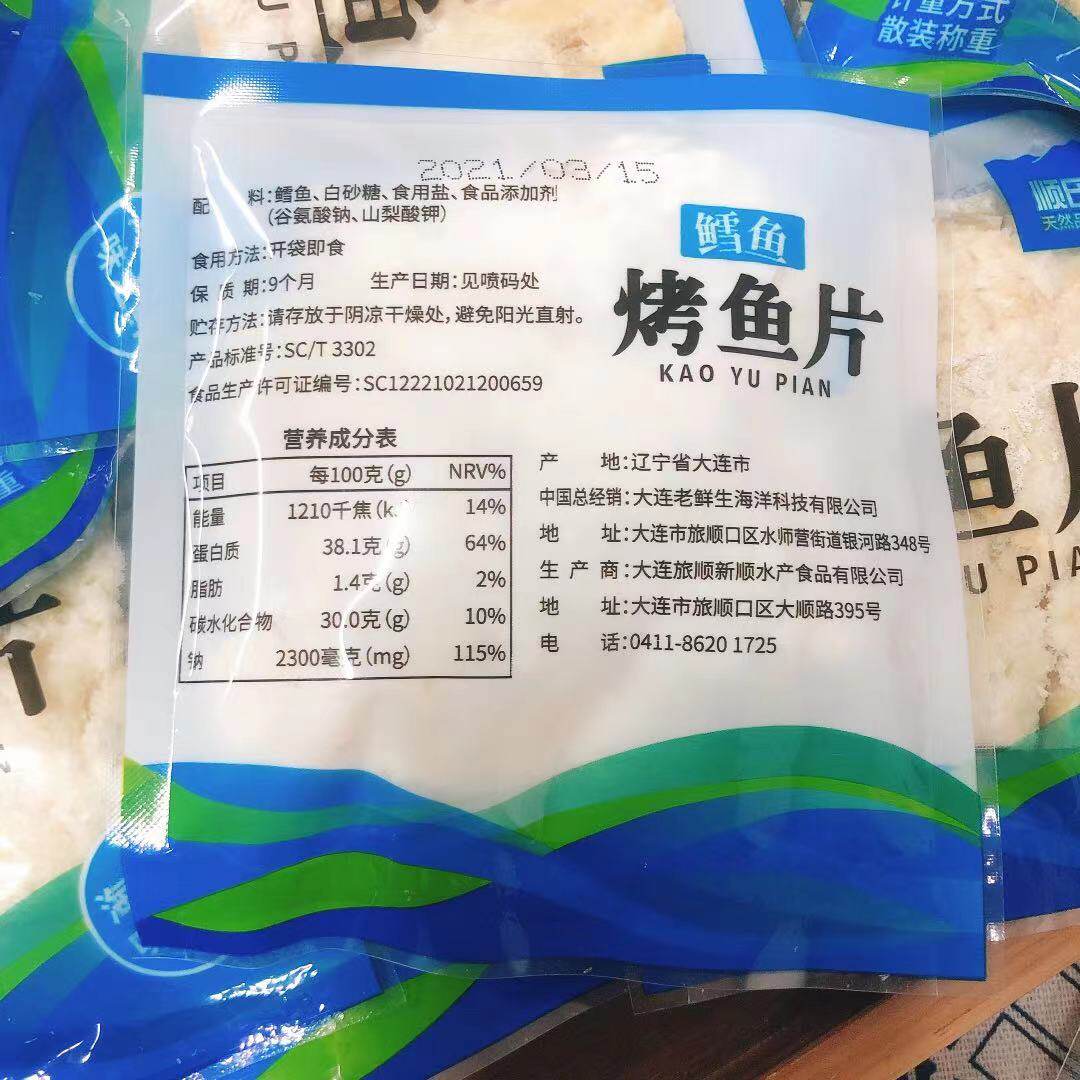 计重方式
散装称重
2021/03/15
配 料:鳕鱼、白砂糖、食用盐、食品添加剂
(谷氨酸钠、山梨酸钾)
食用方法:开袋即食
保 质 期:9个月 生产日期:见喷码处
贮存方法:请存放于阴凉干燥处,避免阳光直射。
产品标准号:SC/T 3302
食品生产许可证编号:SC12221021200659
鳕鱼
烤鱼片
KAO YU PIAN
营养成分表
项目 每100克(g) NRV%
能量 1210千焦(k 14%
蛋白质 38.1克(g) 64%
脂肪 1.4克(g) 2%
碳水化合物 30.0克(g) 10%
钠 2300毫克(mg) 115%
产 地:辽宁省大连市
中国总经销:大连老鲜生海洋科技有限公司
地 址:大连市旅顺口区水师营街道银河路348号
生 产 商:大连旅顺新顺水产食品有限公司
地 址:大连市旅顺口区大顺路395号
电 话:0411-8620 1725
顺
天然
鱼
U PI
海
重